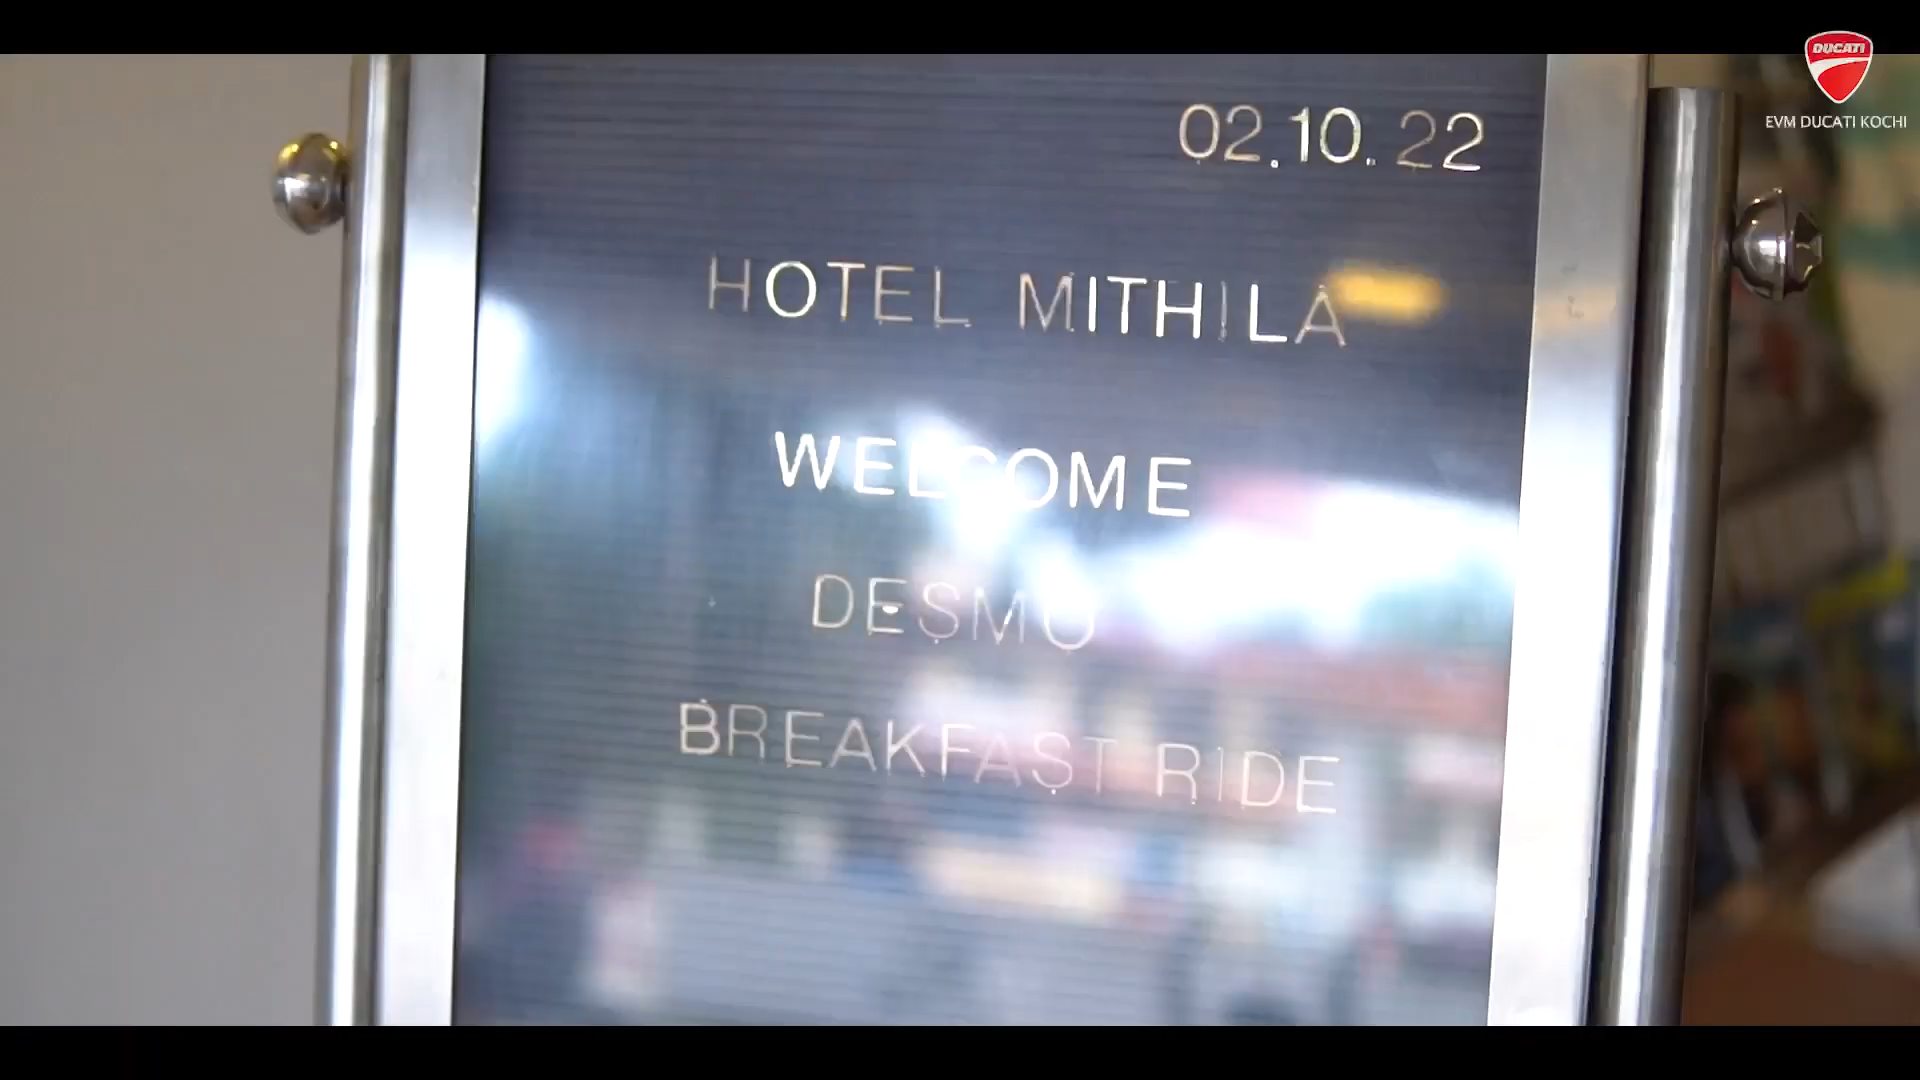 DUCATI
EVM DUCATI KOCHI
02.10.22
HOTEL MITHILA
WELCOME
DESMO
BREAKFAST RIDE